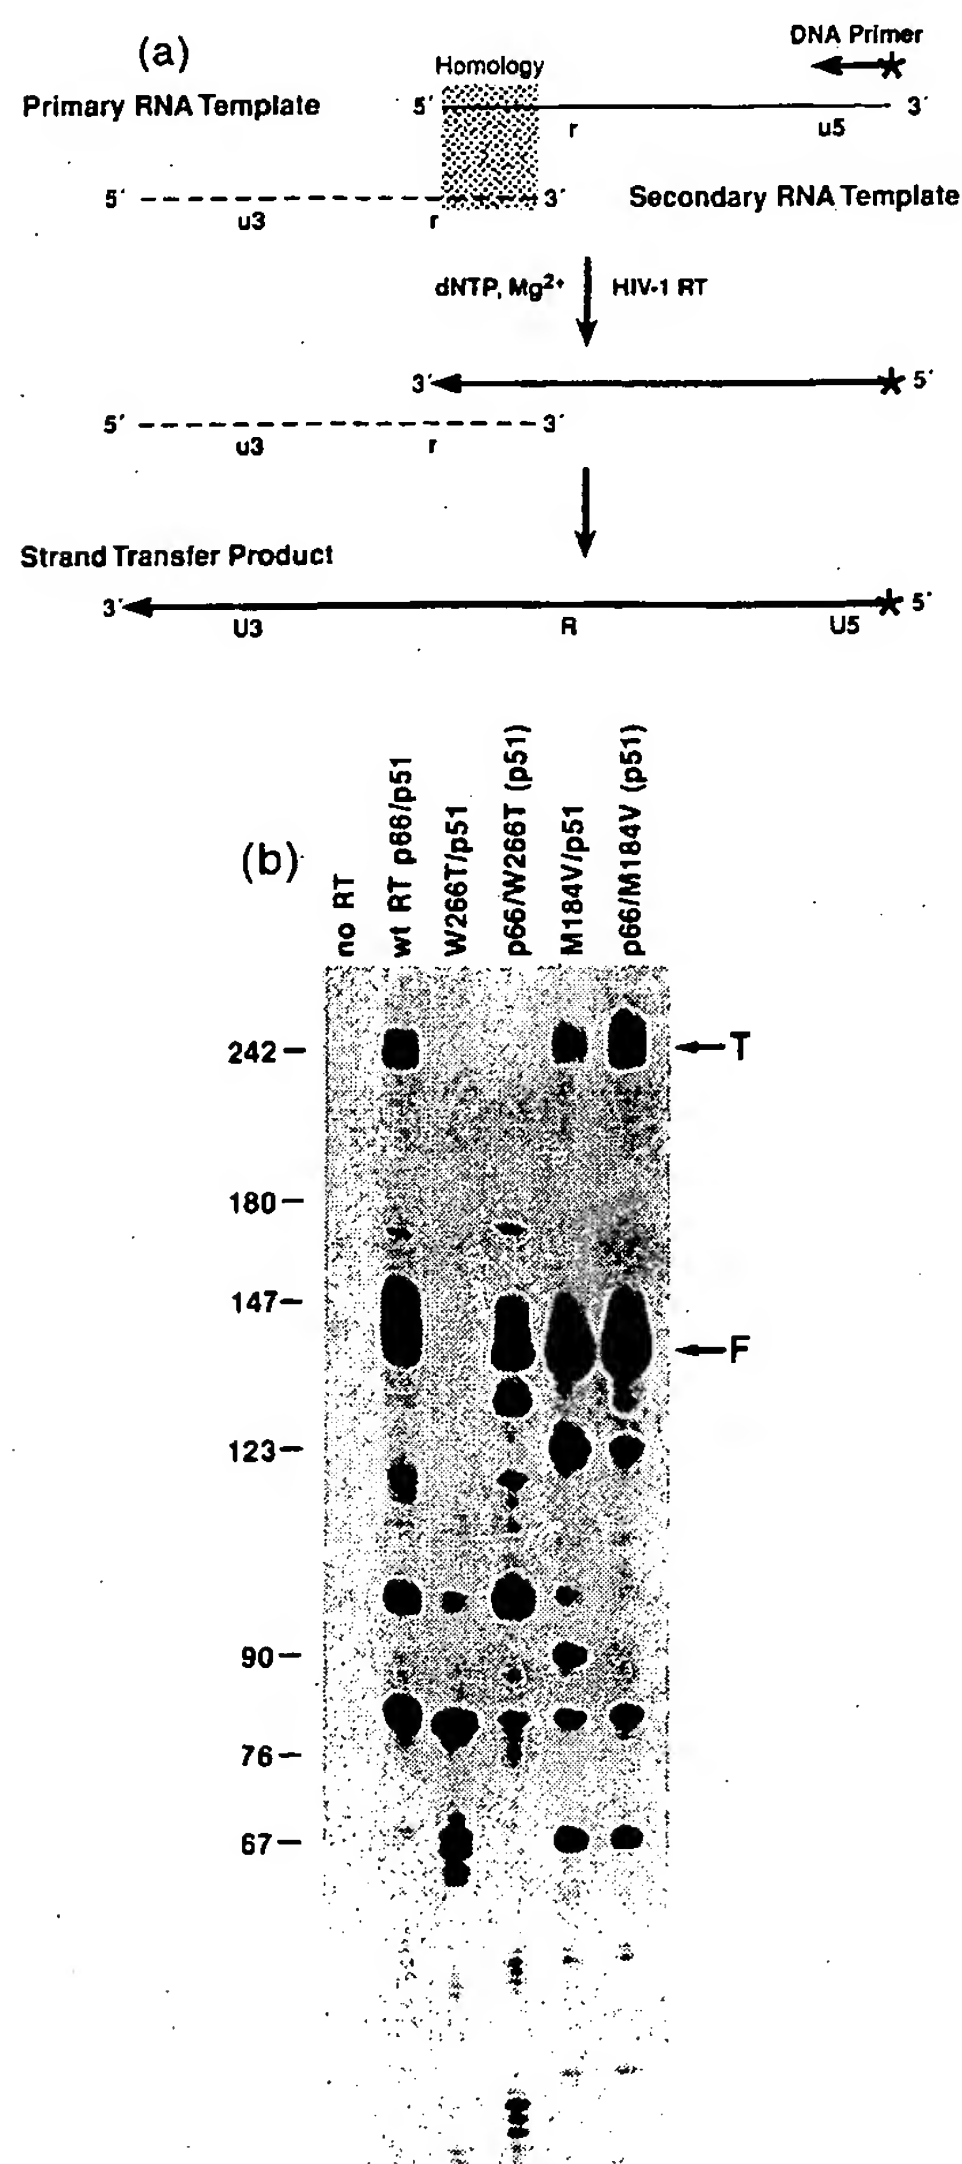 (a)
DNA Primer
Homology
Primary RNA Template 5′ 3′
r u5
5′ 3′ Secondary RNA Template
u3 r
dNTP, Mg²⁺ HIV-1 RT
3′ 5′
5′ 3′
u3 r
Strand Transfer Product
3′ 5′
U3 R U5
(b)
no RT
wt RT p66/p51
W266T/p51
p66/W266T (p51)
M184V/p51
p66/M184V (p51)
242 T
180
147
F
123
90
76
67